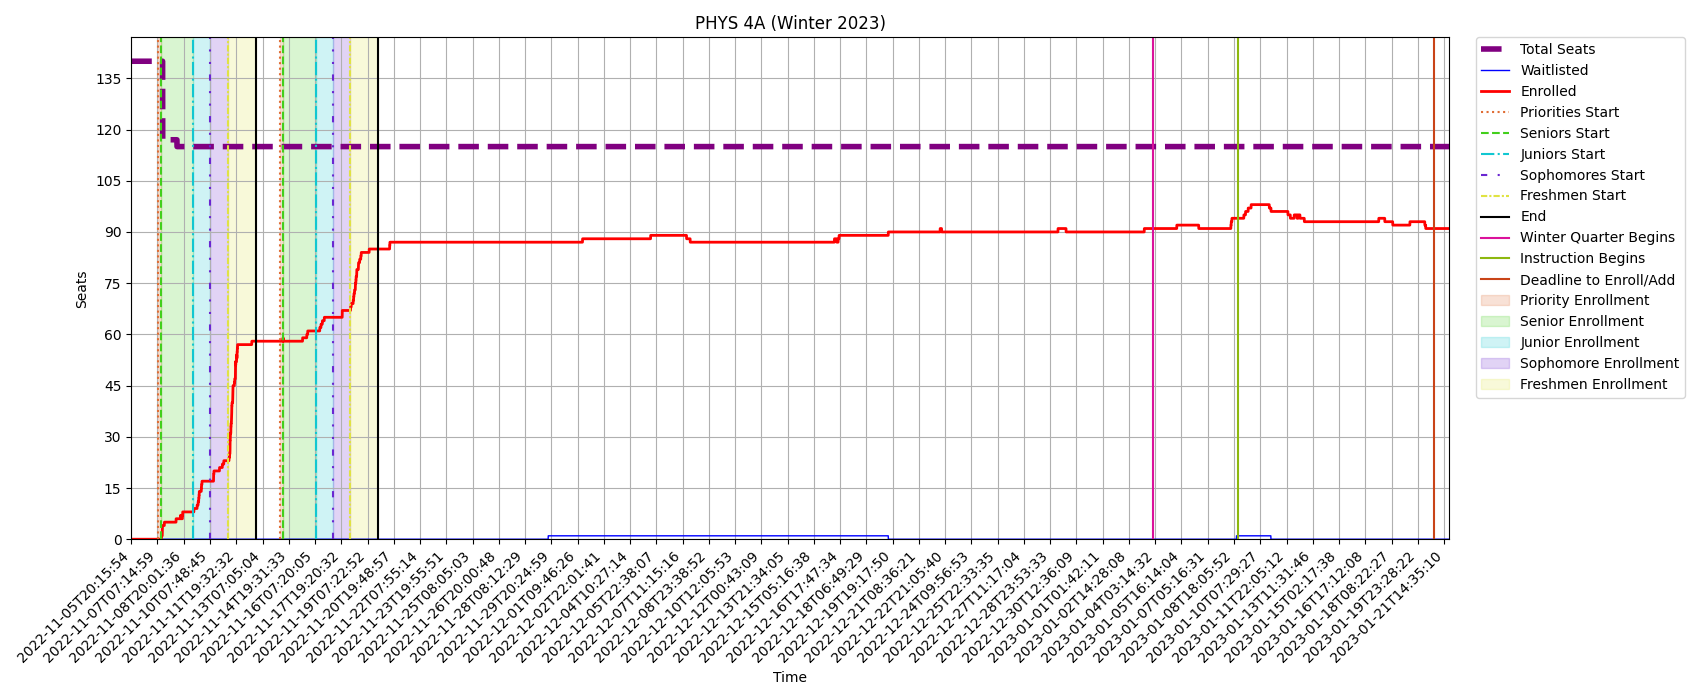 PHYS 4A (Winter 2023)
Seats
135
120
105
90
75
60
45
30
15
0
2022-11-05T20:15:54
2022-11-07T07:14:59
2022-11-08T20:01:36
2022-11-10T07:48:45
2022-11-11T19:32:32
2022-11-13T07:05:04
2022-11-14T19:31:33
2022-11-16T07:20:05
2022-11-17T19:20:32
2022-11-19T07:22:52
2022-11-20T19:48:57
2022-11-22T07:55:14
2022-11-23T19:55:51
2022-11-25T08:05:03
2022-11-26T20:00:48
2022-11-28T08:12:29
2022-11-29T20:24:59
2022-12-01T09:46:26
2022-12-02T22:01:41
2022-12-04T10:27:14
2022-12-05T22:38:07
2022-12-07T11:15:16
2022-12-08T23:38:52
2022-12-10T12:05:53
2022-12-12T00:43:09
2022-12-13T21:34:05
2022-12-15T05:16:38
2022-12-16T17:47:34
2022-12-18T06:49:29
2022-12-19T19:17:50
2022-12-21T08:36:21
2022-12-22T21:05:40
2022-12-24T09:56:53
2022-12-25T22:33:35
2022-12-27T11:17:04
2022-12-28T23:53:33
2022-12-30T12:36:09
2023-01-01T01:42:11
2023-01-02T14:28:08
2023-01-04T03:14:32
2023-01-05T16:14:04
2023-01-07T05:16:31
2023-01-08T18:05:52
2023-01-10T07:29:27
2023-01-11T22:05:12
2023-01-13T11:31:46
2023-01-15T02:17:38
2023-01-16T17:12:08
2023-01-18T08:22:27
2023-01-19T23:28:22
2023-01-21T14:35:10
Time
Total Seats
Waitlisted
Enrolled
Priorities Start
Seniors Start
Juniors Start
Sophomores Start
Freshmen Start
End
Winter Quarter Begins
Instruction Begins
Deadline to Enroll/Add
Priority Enrollment
Senior Enrollment
Junior Enrollment
Sophomore Enrollment
Freshmen Enrollment